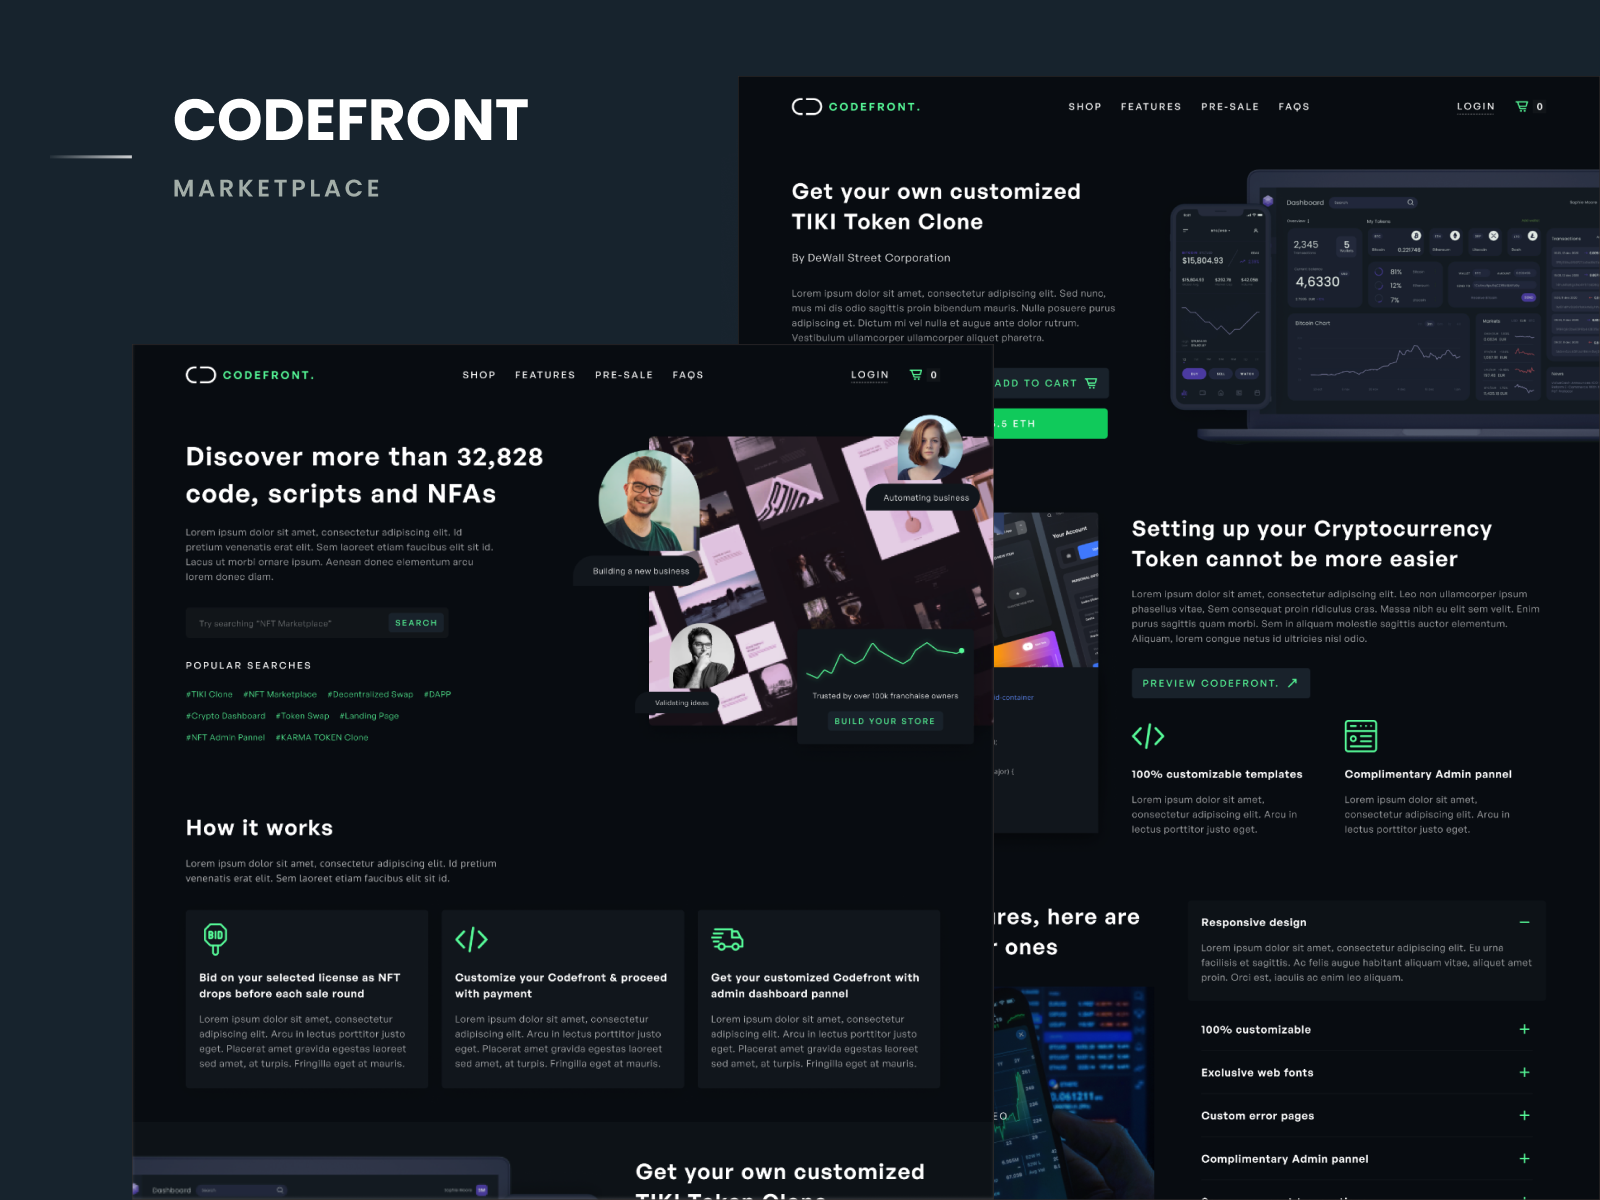 CODEFRONT
MARKETPLACE
CODEFRONT.
SHOP
FEATURES
PRE-SALE
FAQS
LOGIN
0
Get your own customized
TIKI Token Clone
By DeWall Street Corporation
Lorem ipsum dolor sit amet, consectetur adipiscing elit. Sed nunc,
mus mi dis odio sagittis proin bibendum mauris. Nulla posuere purus
adipiscing et. Dictum mi vel nulla et augue ante dolor rutrum.
Vestibulum ullamcorper ullamcorper aliquet pharetra.
ADD TO CART
.5 ETH
$15,804.93
Dashboard
Search
My Tokens
2,345
5
4,6330
0.221746
81%
12%
7%
Bitcoin Chart
Markets
Transactions
CODEFRONT.
SHOP
FEATURES
PRE-SALE
FAQS
LOGIN
0
Discover more than 32,828
code, scripts and NFAs
Lorem ipsum dolor sit amet, consectetur adipiscing elit. Id
pretium venenatis erat elit. Sem laoreet etiam faucibus elit sit id.
Lacus ut morbi ornare ipsum. Aenean donec elementum arcu
lorem donec diam.
Try searching "NFT Marketplace"
SEARCH
POPULAR SEARCHES
#TIKI Clone #NFT Marketplace #Decentralized Swap #DAPP
#Crypto Dashboard #Token Swap #Landing Page
#NFT Admin Pannel #KARMA TOKEN Clone
Building a new business
Automating business
Validating ideas
Trusted by over 100k franchaise owners
BUILD YOUR STORE
How it works
Lorem ipsum dolor sit amet, consectetur adipiscing elit. Id pretium
venenatis erat elit. Sem laoreet etiam faucibus elit sit id.
BID
Bid on your selected license as NFT
drops before each sale round
Lorem ipsum dolor sit amet, consectetur
adipiscing elit. Arcu in lectus porttitor justo
eget. Placerat amet gravida egestas laoreet
sed amet, at turpis. Fringilla eget at mauris.
Customize your Codefront & proceed
with payment
Lorem ipsum dolor sit amet, consectetur
adipiscing elit. Arcu in lectus porttitor justo
eget. Placerat amet gravida egestas laoreet
sed amet, at turpis. Fringilla eget at mauris.
Get your customized Codefront with
admin dashboard pannel
Lorem ipsum dolor sit amet, consectetur
adipiscing elit. Arcu in lectus porttitor justo
eget. Placerat amet gravida egestas laoreet
sed amet, at turpis. Fringilla eget at mauris.
Dashboard
Get your own customized
TIKI Token Clone
Your Account
id-container
ajor) {
Setting up your Cryptocurrency
Token cannot be more easier
Lorem ipsum dolor sit amet, consectetur adipiscing elit. Leo non ullamcorper ipsum
phasellus vitae, Sem consequat proin ridiculus cras. Massa nibh eu elit sem velit. Enim
purus sagittis quam morbi. Sem in aliquam molestie sagittis auctor elementum.
Aliquam, lorem congue netus id ultricies nisl odio.
PREVIEW CODEFRONT.
100% customizable templates
Lorem ipsum dolor sit amet,
consectetur adipiscing elit. Arcu in
lectus porttitor justo eget.
Complimentary Admin pannel
Lorem ipsum dolor sit amet,
consectetur adipiscing elit. Arcu in
lectus porttitor justo eget.
ures, here are
r ones
Responsive design
Lorem ipsum dolor sit amet, consectetur adipiscing elit. Eu urna
facilisis et sagittis. Ac felis augue habitant aliquam vitae, aliquet amet
proin. Orci est, iaculis ac enim leo aliquam.
100% customizable
Exclusive web fonts
Custom error pages
Complimentary Admin pannel